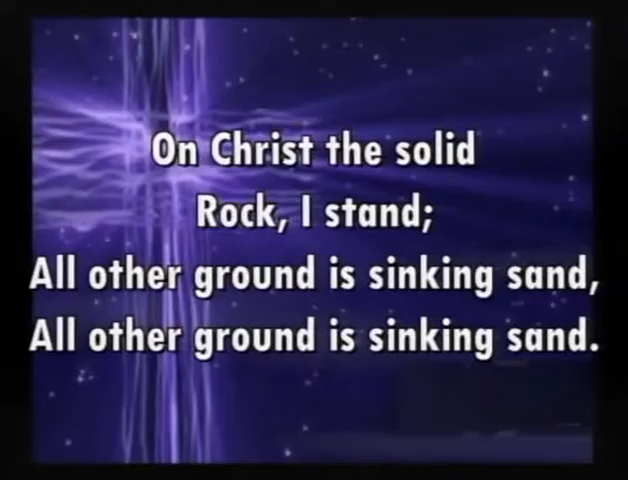 On Christ the solid
Rock, I stand;
All other ground is sinking sand,
All other ground is sinking sand.